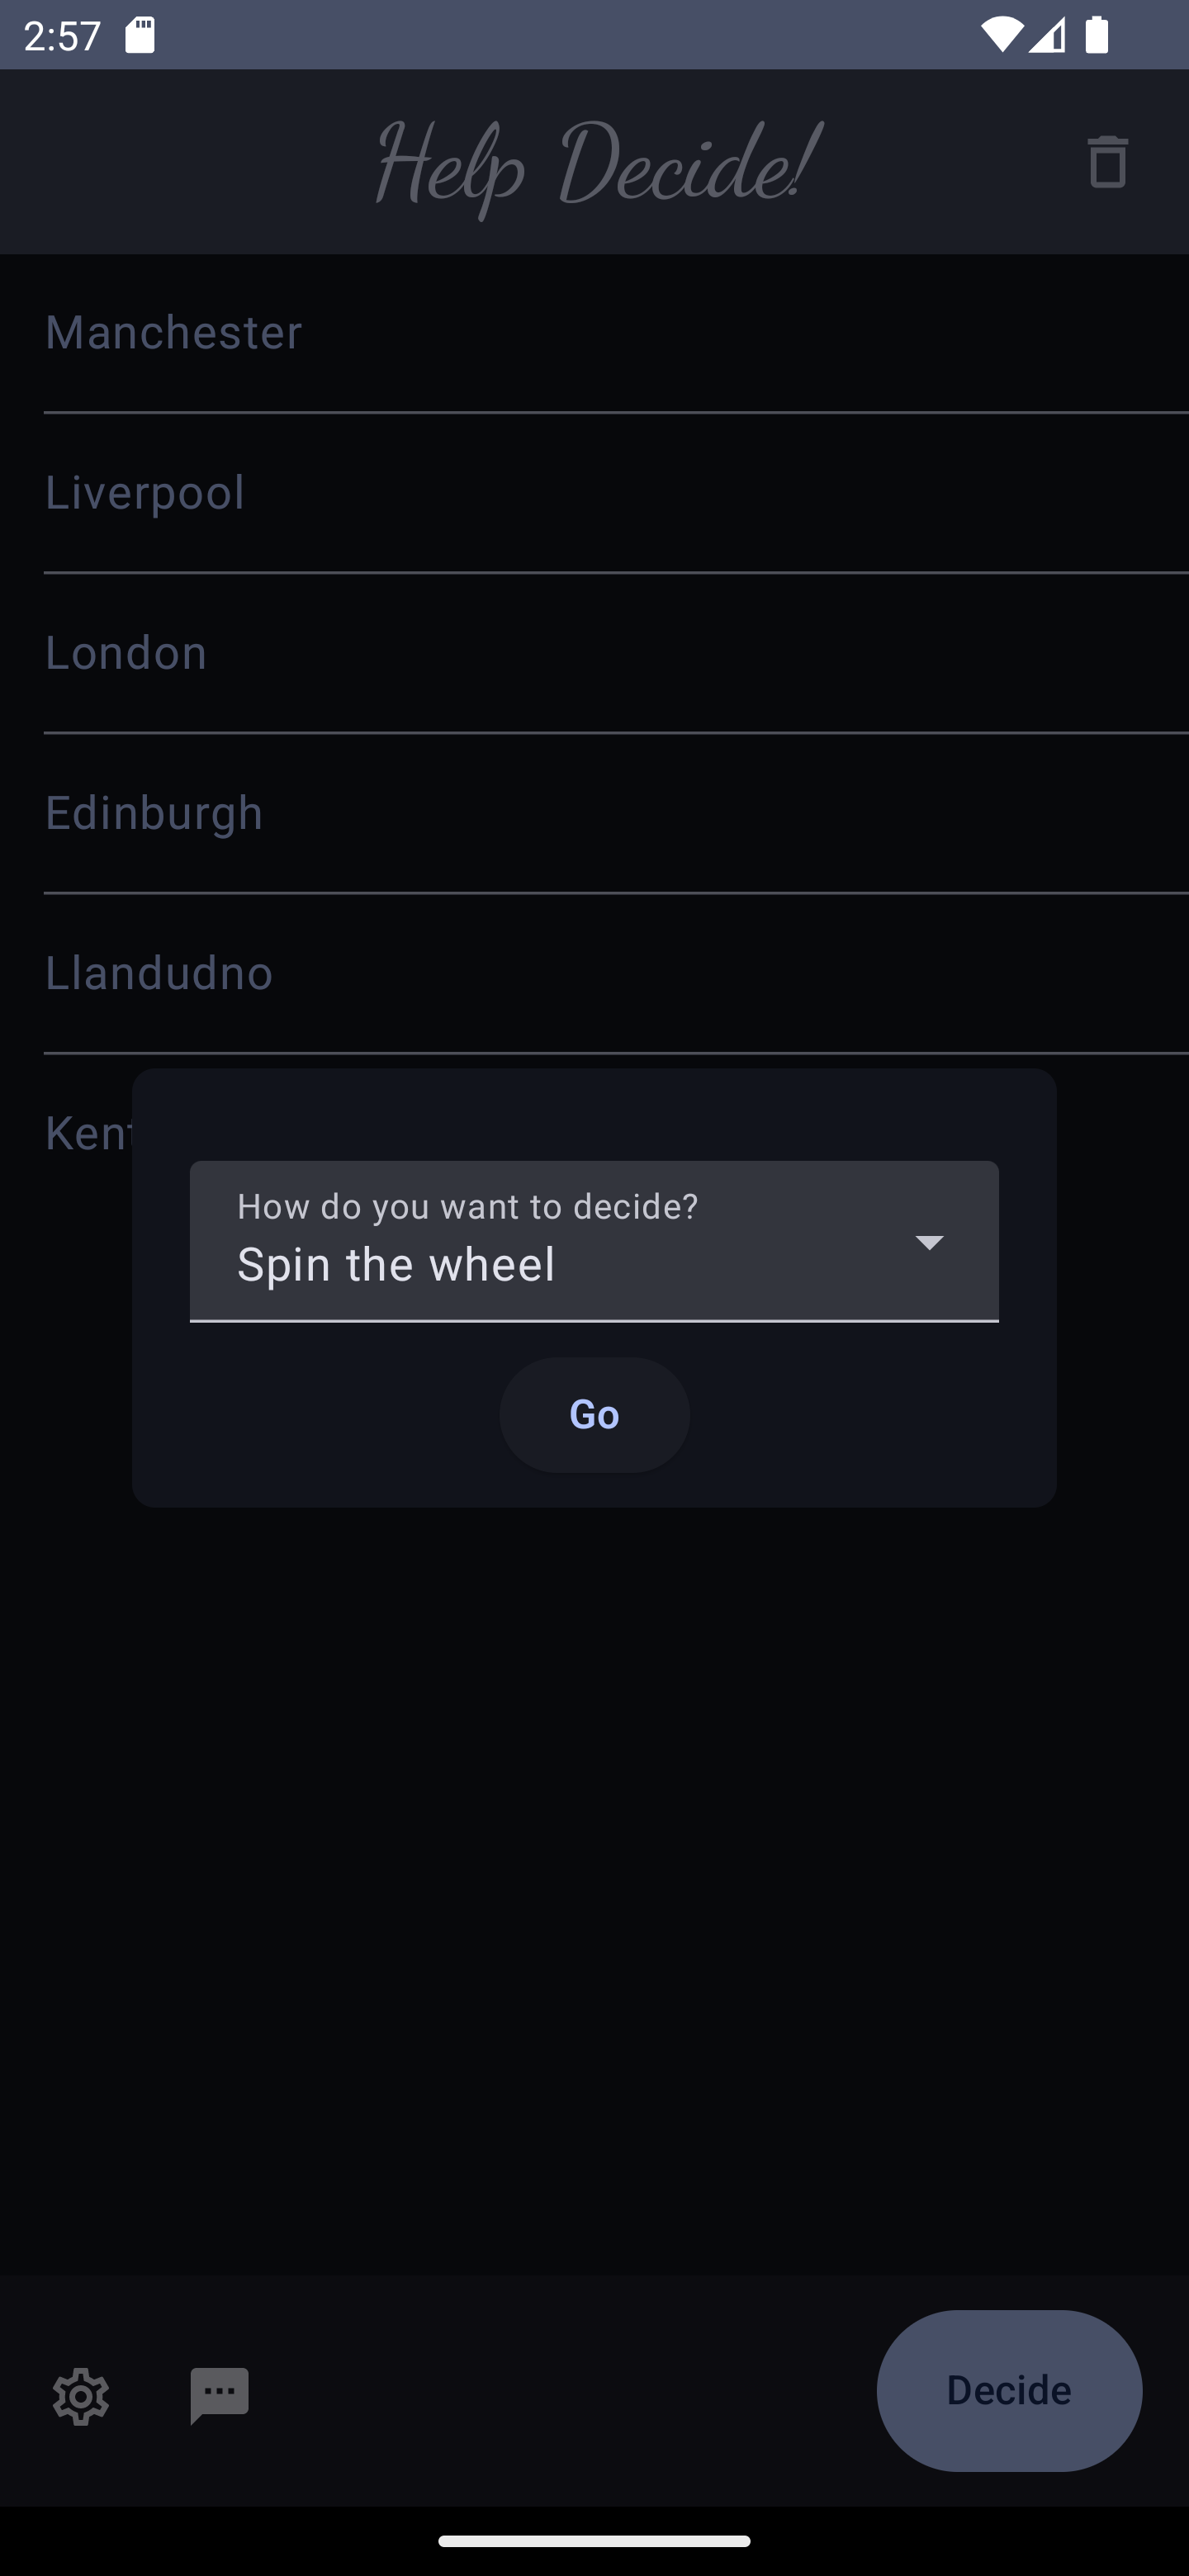 2:57
Help Decide!
Manchester
Liverpool
London
Edinburgh
Llandudno
Kent
How do you want to decide?
Spin the wheel
Go
Decide